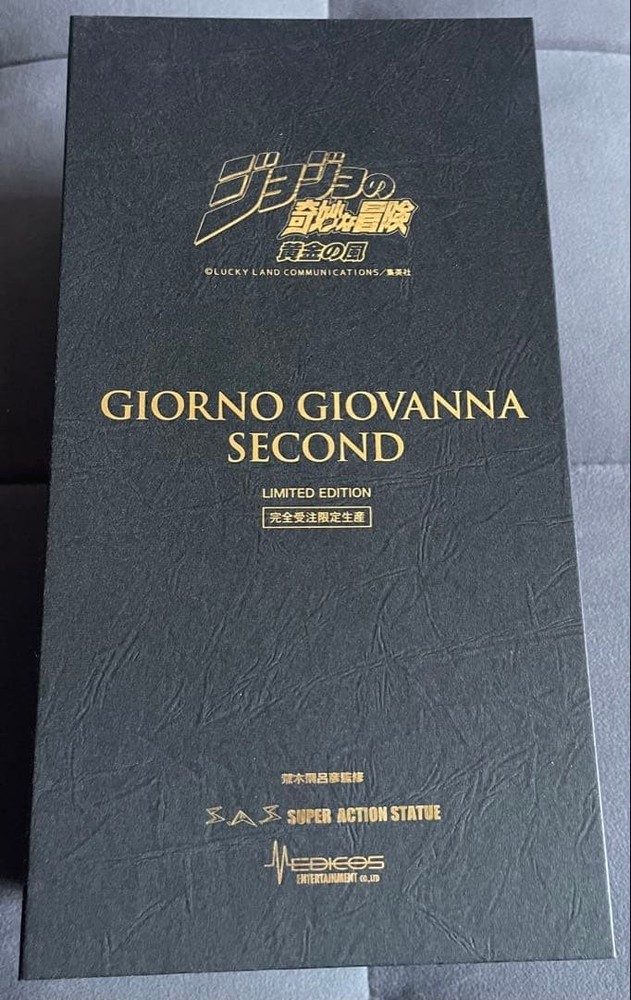 ジョジョの
奇妙な冒険
黄金の風
©LUCKY LAND COMMUNICATIONS/集英社
GIORNO GIOVANNA
SECOND
LIMITED EDITION
完全受注限定生産
荒木飛呂彦監修
SAS SUPER ACTION STATUE
MEDICOS
ENTERTAINMENT CO.,LTD